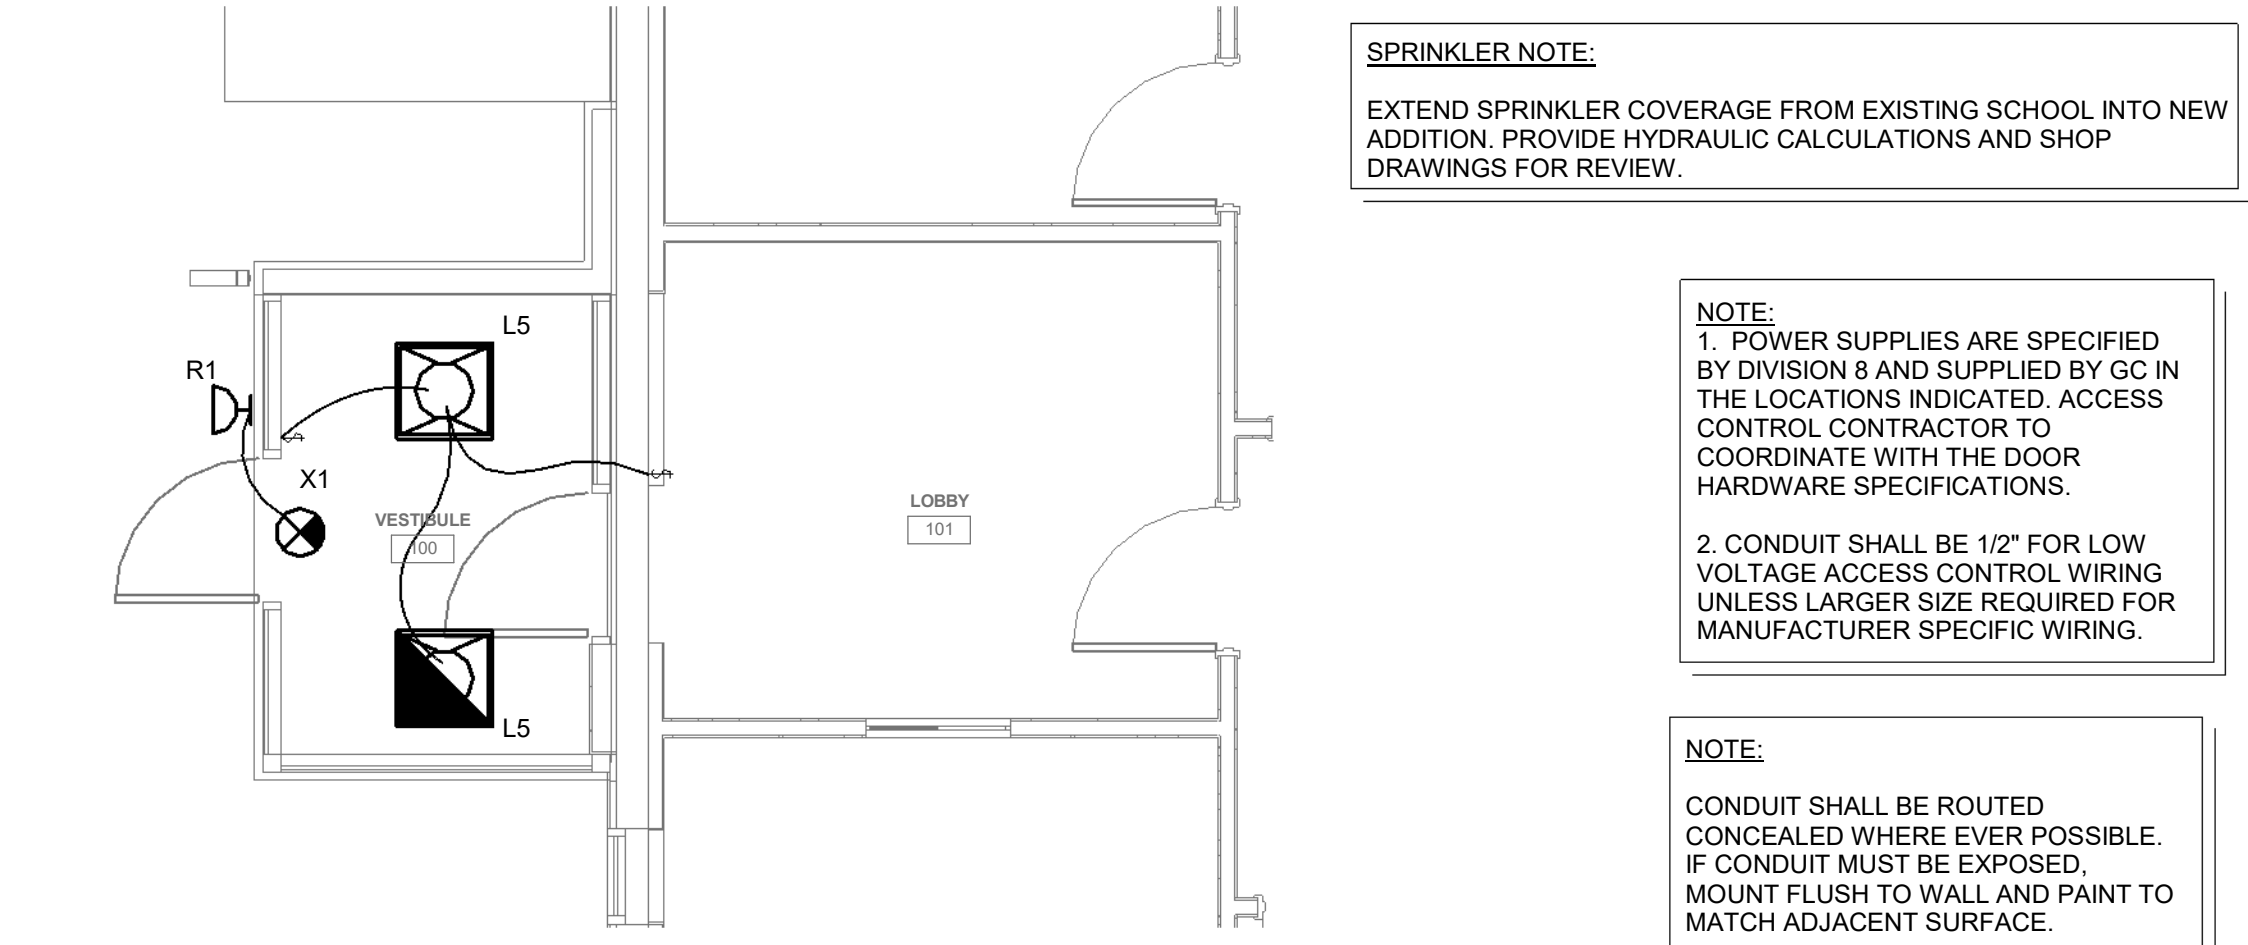 L5
R1
X1
VESTIBULE
100
L5
LOBBY
101
SPRINKLER NOTE:
EXTEND SPRINKLER COVERAGE FROM EXISTING SCHOOL INTO NEW
ADDITION. PROVIDE HYDRAULIC CALCULATIONS AND SHOP
DRAWINGS FOR REVIEW.
NOTE:
1. POWER SUPPLIES ARE SPECIFIED
BY DIVISION 8 AND SUPPLIED BY GC IN
THE LOCATIONS INDICATED. ACCESS
CONTROL CONTRACTOR TO
COORDINATE WITH THE DOOR
HARDWARE SPECIFICATIONS.
2. CONDUIT SHALL BE 1/2" FOR LOW
VOLTAGE ACCESS CONTROL WIRING
UNLESS LARGER SIZE REQUIRED FOR
MANUFACTURER SPECIFIC WIRING.
NOTE:
CONDUIT SHALL BE ROUTED
CONCEALED WHERE EVER POSSIBLE.
IF CONDUIT MUST BE EXPOSED,
MOUNT FLUSH TO WALL AND PAINT TO
MATCH ADJACENT SURFACE.